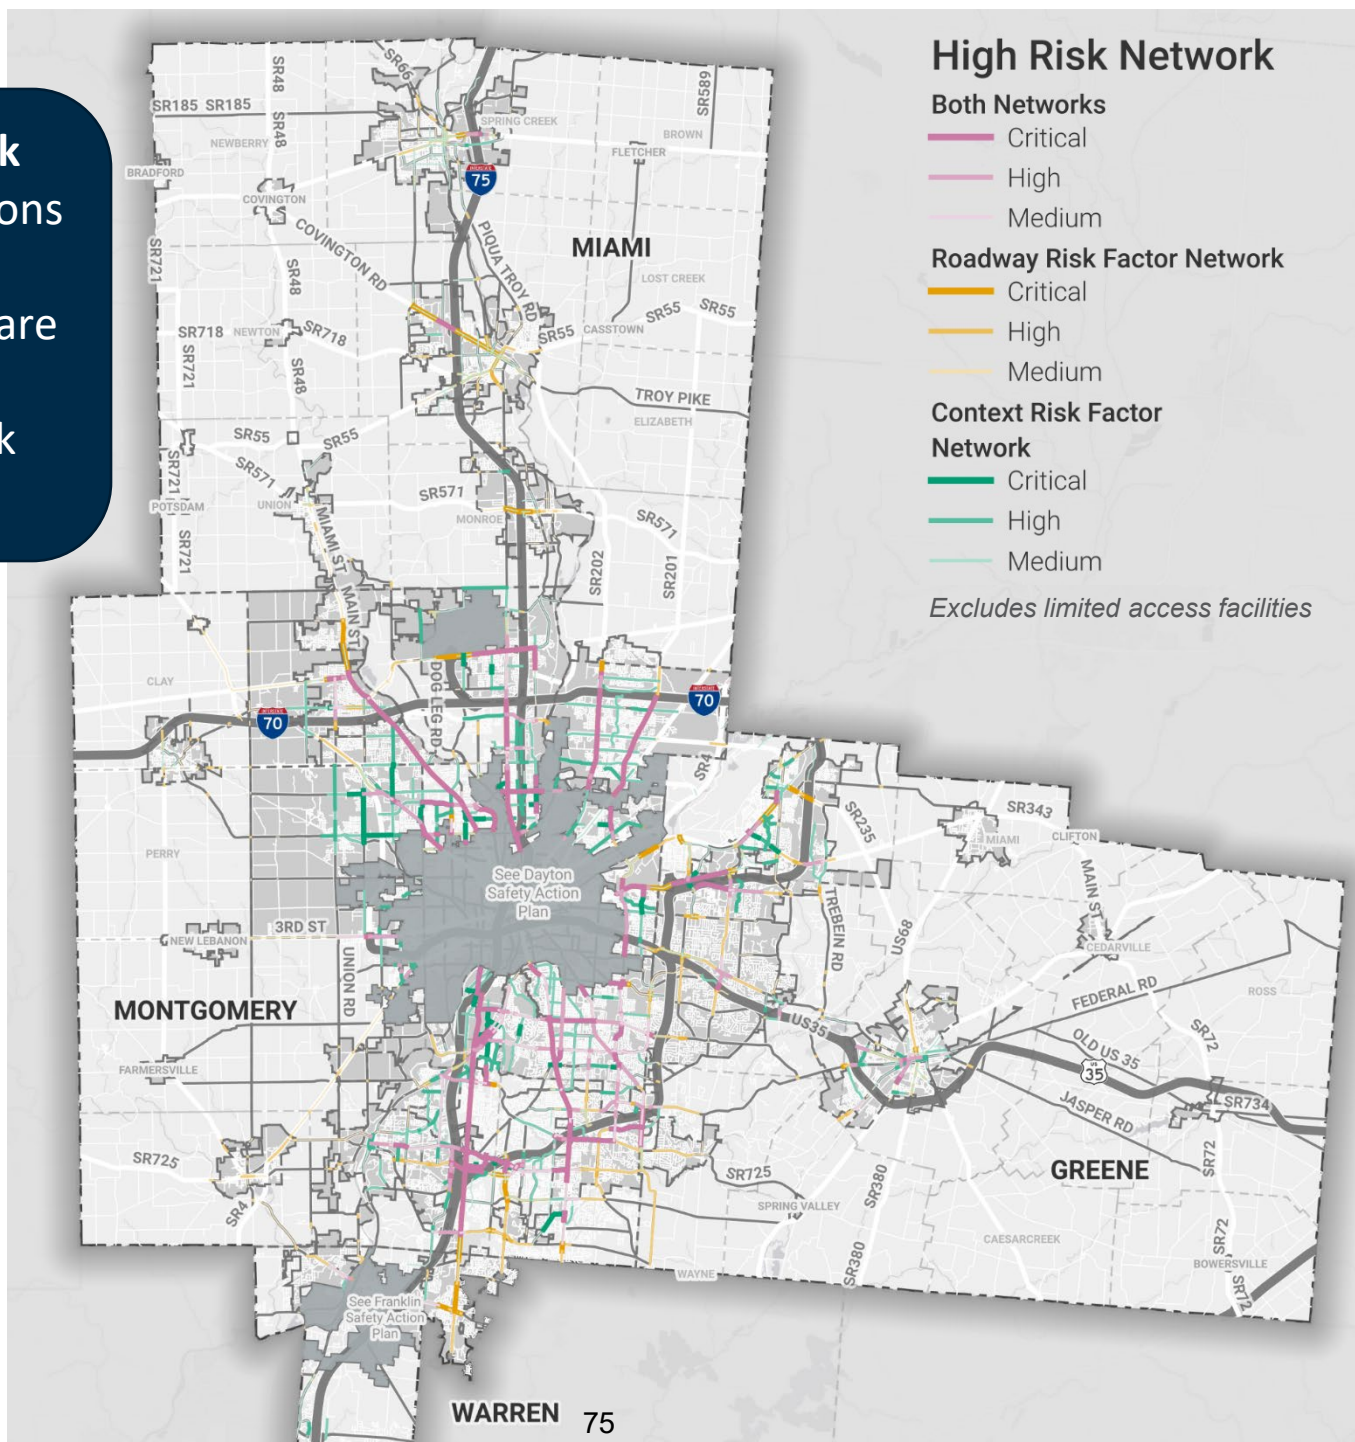 k
ons
are
k
High Risk Network
Both Networks
Critical
High
Medium
Roadway Risk Factor Network
Critical
High
Medium
Context Risk Factor
Network
Critical
High
Medium
Excludes limited access facilities
SR66
SR48
SR589
SR185 SR185
SPRING CREEK
SR48
NEWBERRY
BROWN
FLETCHER
BRADFORD
75
COVINGTON
COVINGTON RD
PIQUA TROY RD
MIAMI
SR721
SR48
LOST CREEK
SR55 SR55
SR718
NEWTON
SR718
SR55
CASSTOWN
SR721
SR48
TROY PIKE
ELIZABETH
SR55
SR55
SR721
SR571
SR571
POTSDAM
UNION
MIAMI ST
MONROE
SR571
SR721
SR202
SR201
MAIN ST
CLAY
DOG LEG RD
70
70
SR4
SR235
SR343
MIAMI
CLIFTON
PERRY
MAIN ST
See Dayton
Safety Action
Plan
3RD ST
NEW LEBANON
TREBEIN RD
US68
CEDARVILLE
UNION RD
FEDERAL RD
ROSS
MONTGOMERY
US35
OLD US 35
SR72
FARMERSVILLE
US
35
JASPER RD
SR734
SR725
SR725
SR72
GREENE
SR4
SR380
SPRING VALLEY
CAESARCREEK
SR72
SR380
BOWERSVILLE
WAYNE
SR72
See Franklin
Safety Action
Plan
WARREN
75